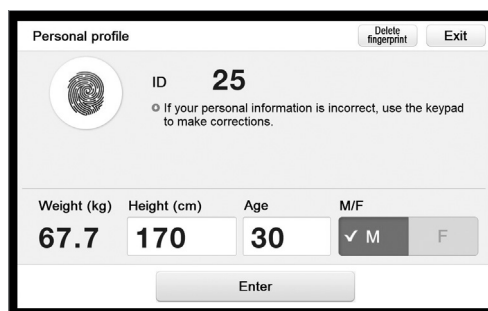 Personal profile
Delete
fingerprint
Exit
ID 25
If your personal information is incorrect, use the keypad
to make corrections.
Weight (kg) Height (cm) Age M/F
67.7 170 30 ✓ M F
Enter